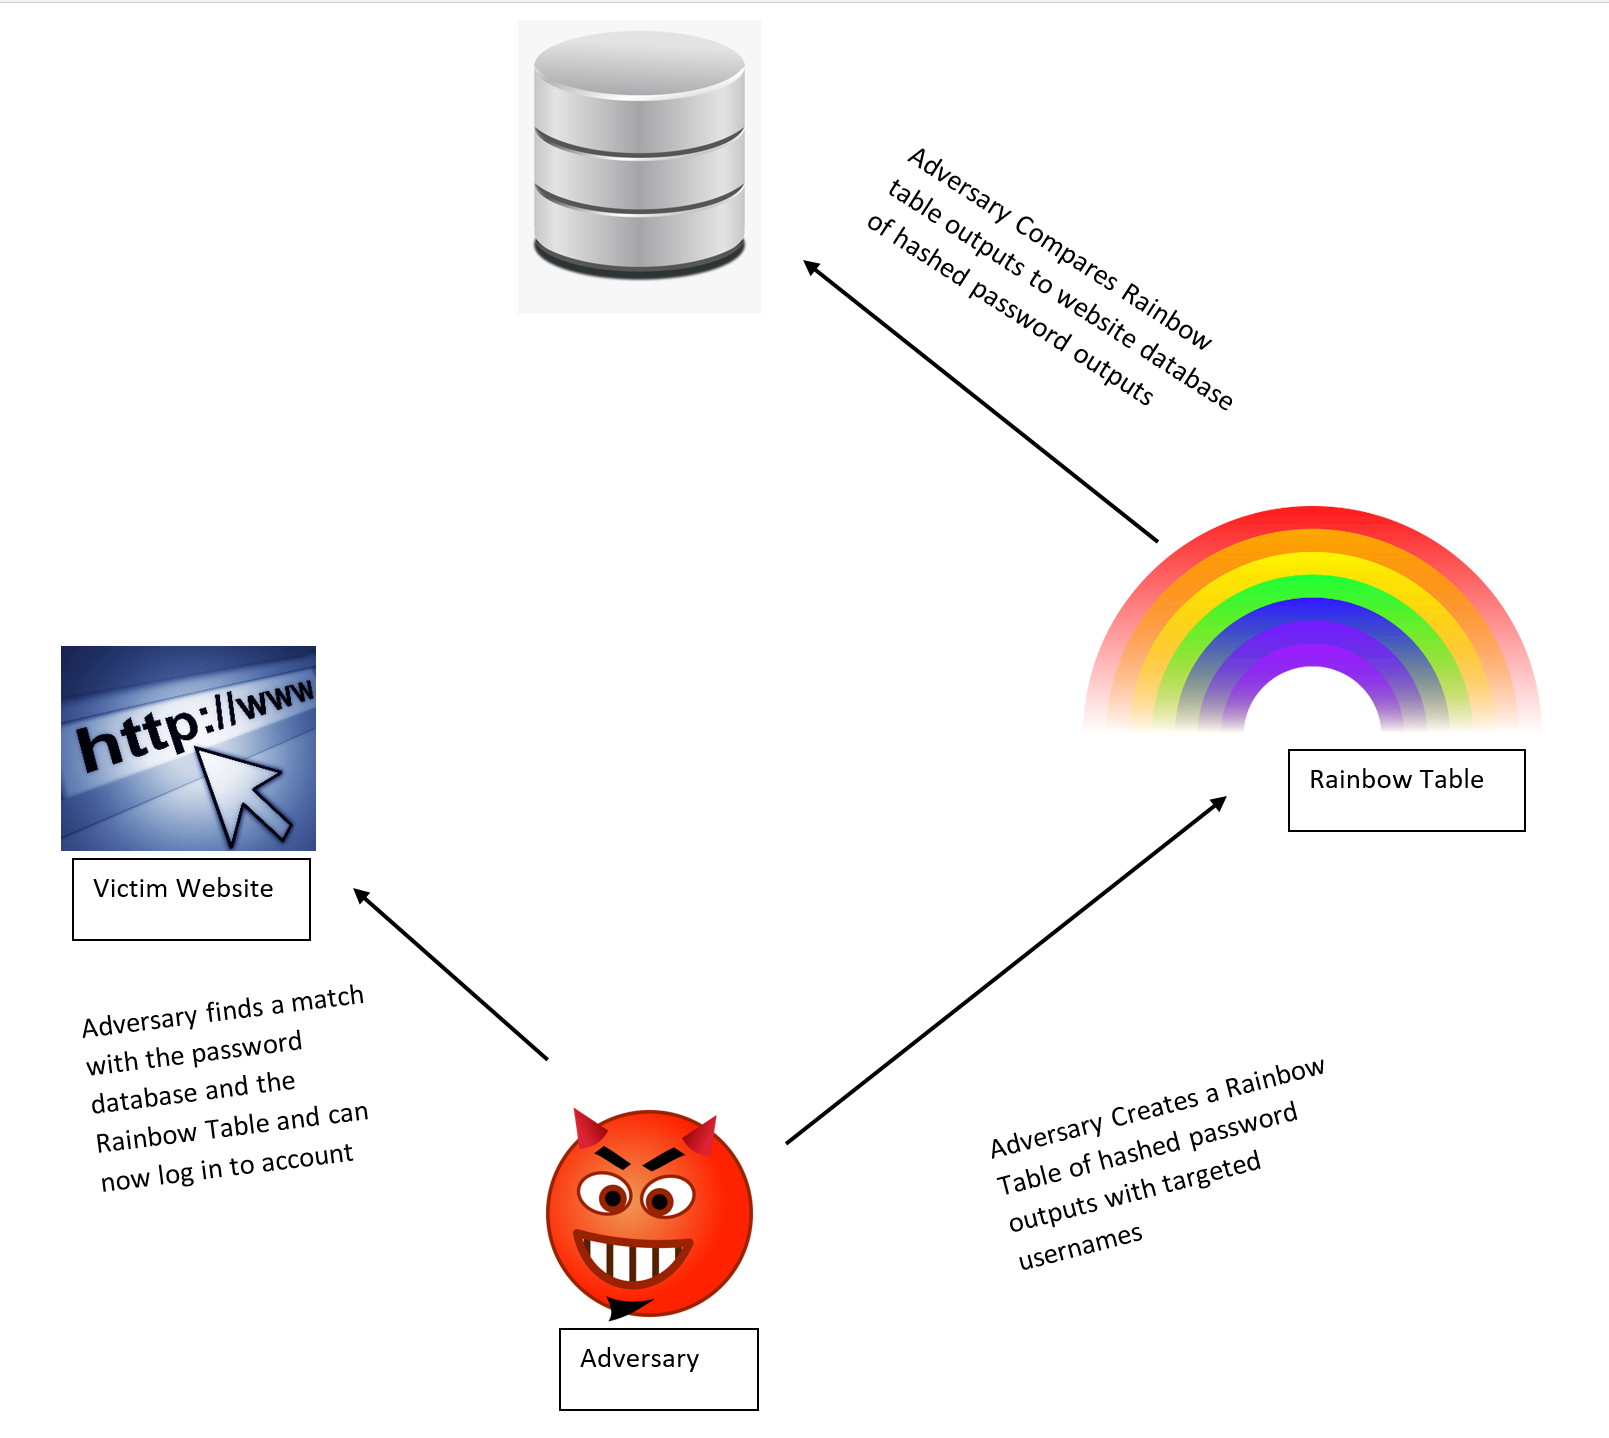 Adversary Compares Rainbow
table outputs to website database
of hashed password outputs
http://www
Rainbow Table
Victim Website
Adversary finds a match
with the password
database and the
Rainbow Table and can
now log in to account
Adversary Creates a Rainbow
Table of hashed password
outputs with targeted
usernames
Adversary